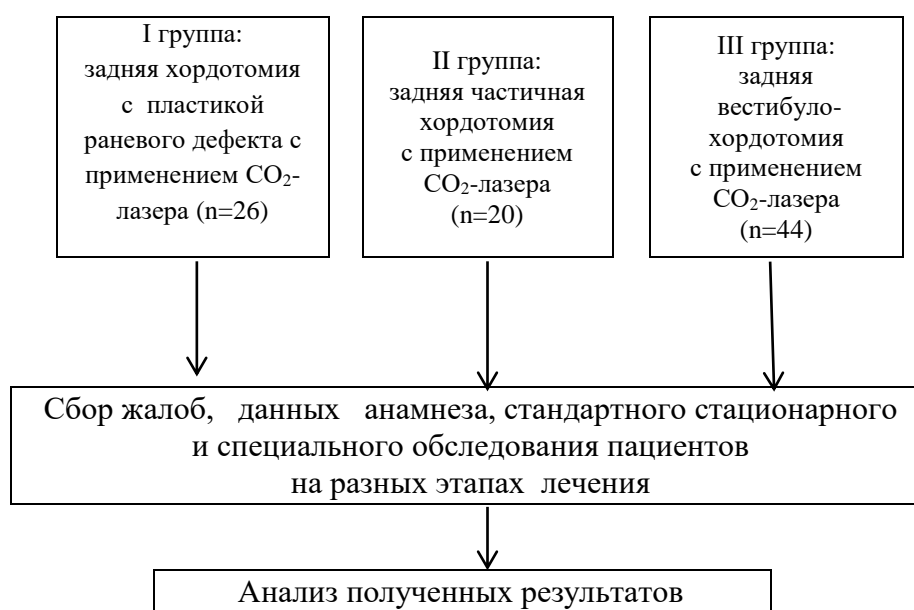 I группа:
задняя хордотомия
с пластикой
раневого дефекта с
применением CO₂-
лазера (n=26)
II группа:
задняя частичная
хордотомия
с применением
CO₂-лазера
(n=20)
III группа:
задняя
вестибуло-
хордотомия
с применением
CO₂-лазера
(n=44)
Сбор жалоб, данных анамнеза, стандартного стационарного
и специального обследования пациентов
на разных этапах лечения
Анализ полученных результатов